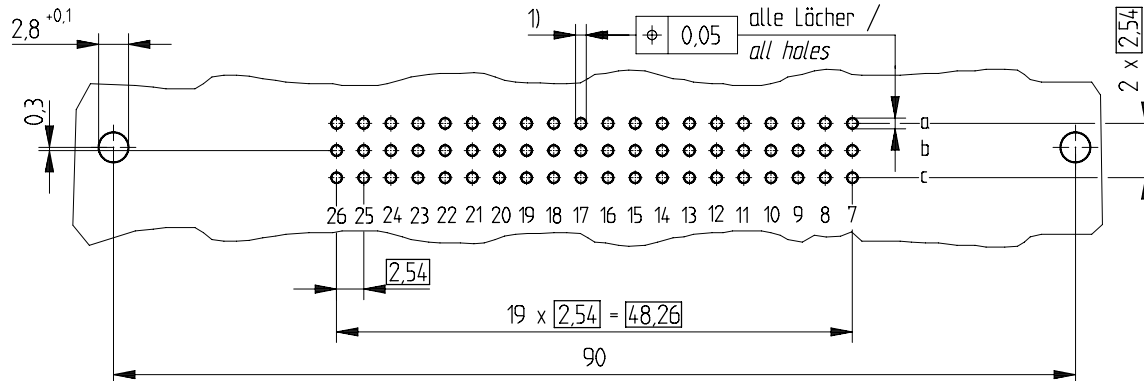 2,8 +0,1
1)
0,05
alle Löcher /
all holes
2 x 2,54
0,3
a
b
c
26 25 24 23 22 21 20 19 18 17 16 15 14 13 12 11 10 9 8 7
2,54
19 x 2,54 = 48,26
90